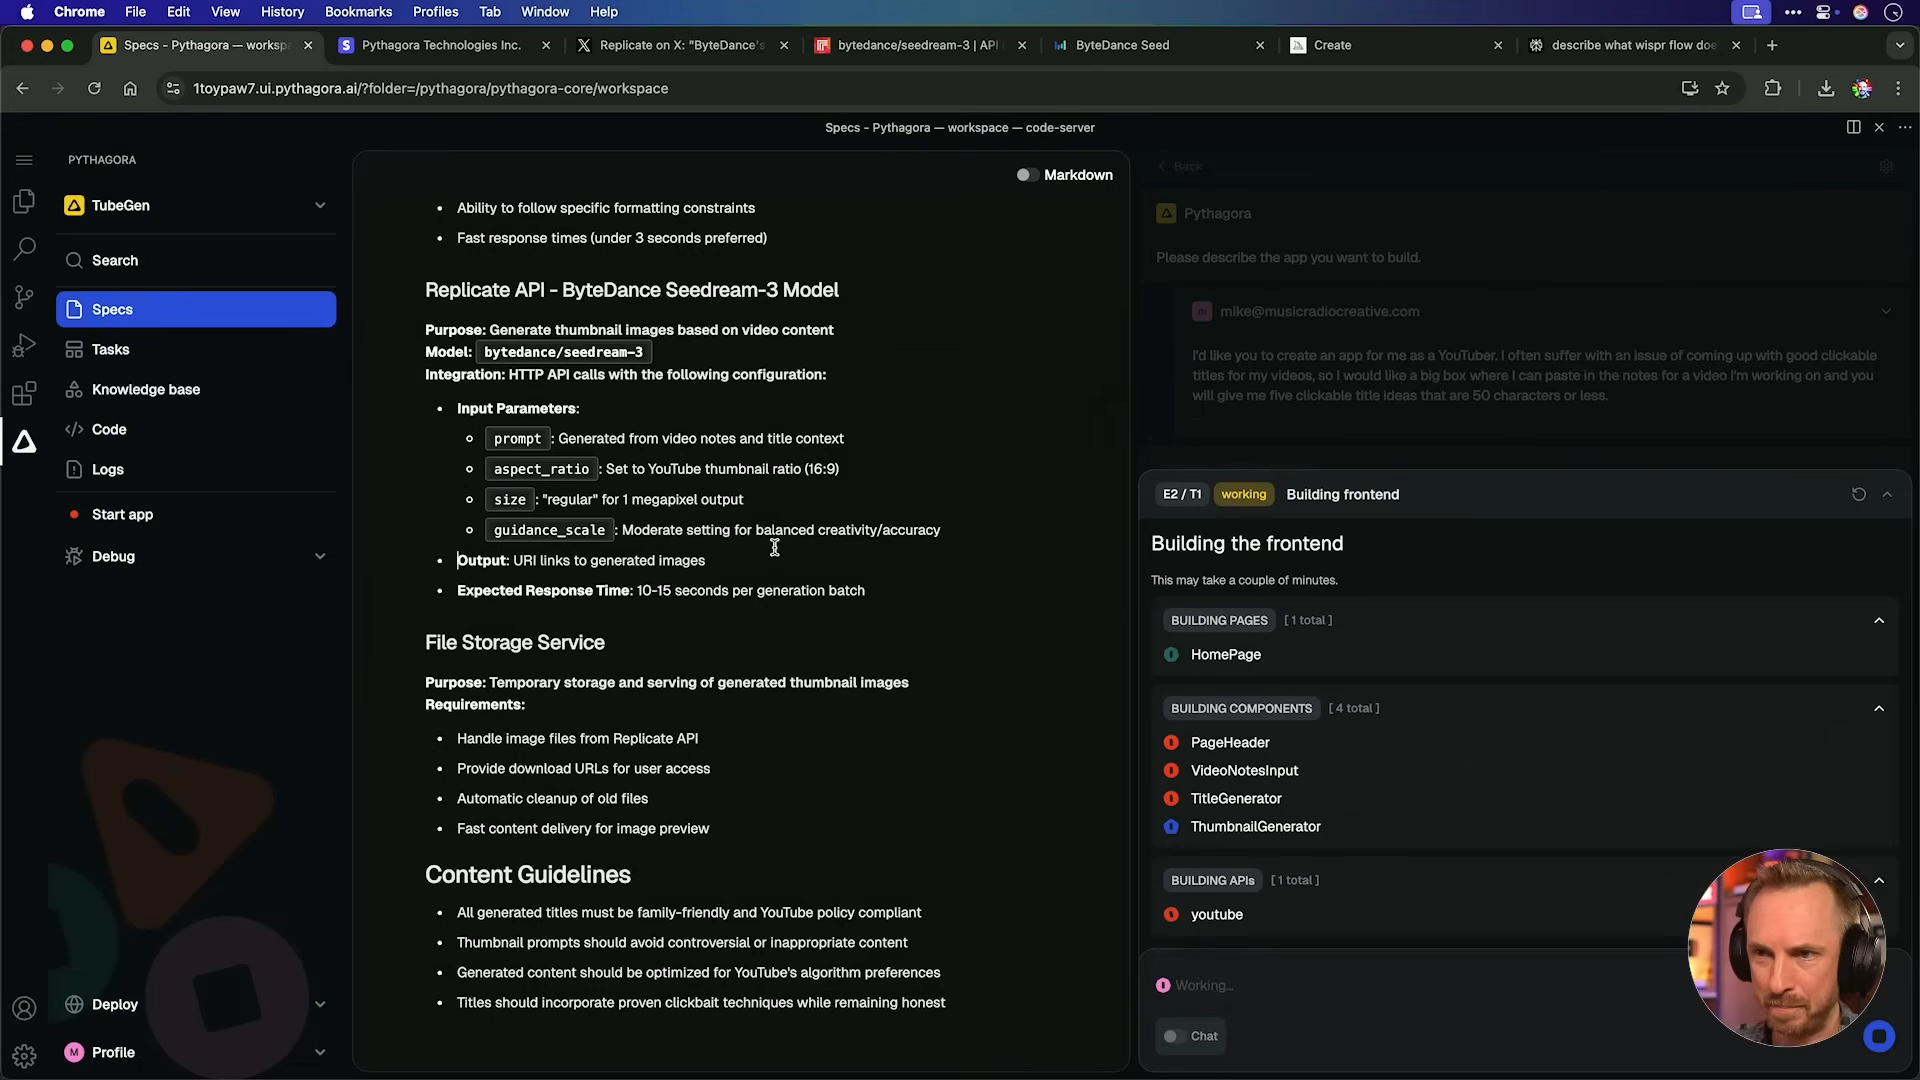 Chrome File Edit View History Bookmarks Profiles Tab Window Help
Specs - Pythagora — worksp
Pythagora Technologies Inc.
Replicate on X: "ByteDance's
bytedance/seedream-3 | API
ByteDance Seed
Create
describe what wispr flow doe
1toypaw7.ui.pythagora.ai/?folder=/pythagora/pythagora-core/workspace
Specs - Pythagora — workspace — code-server
PYTHAGORA
TubeGen
Search
Specs
Tasks
Knowledge base
Code
Logs
Start app
Debug
Deploy
M Profile
Markdown
• Ability to follow specific formatting constraints
• Fast response times (under 3 seconds preferred)
Replicate API - ByteDance Seedream-3 Model
Purpose: Generate thumbnail images based on video content
Model: bytedance/seedream-3
Integration: HTTP API calls with the following configuration:
• Input Parameters:
prompt : Generated from video notes and title context
aspect_ratio : Set to YouTube thumbnail ratio (16:9)
size : "regular" for 1 megapixel output
guidance_scale : Moderate setting for balanced creativity/accuracy
• Output: URI links to generated images
• Expected Response Time: 10-15 seconds per generation batch
File Storage Service
Purpose: Temporary storage and serving of generated thumbnail images
Requirements:
• Handle image files from Replicate API
• Provide download URLs for user access
• Automatic cleanup of old files
• Fast content delivery for image preview
Content Guidelines
• All generated titles must be family-friendly and YouTube policy compliant
• Thumbnail prompts should avoid controversial or inappropriate content
• Generated content should be optimized for YouTube's algorithm preferences
• Titles should incorporate proven clickbait techniques while remaining honest
Back
Pythagora
Please describe the app you want to build.
m mike@musicradiocreative.com
I'd like you to create an app for me as a YouTuber. I often suffer with an issue of coming up with good clickable
titles for my videos, so I would like a big box where I can paste in the notes for a video I'm working on and you
will give me five clickable title ideas that are 50 characters or less.
E2 / T1 working Building frontend
Building the frontend
This may take a couple of minutes.
BUILDING PAGES [ 1 total ]
HomePage
BUILDING COMPONENTS [ 4 total ]
PageHeader
VideoNotesInput
TitleGenerator
ThumbnailGenerator
BUILDING APIs [ 1 total ]
youtube
Working...
Chat